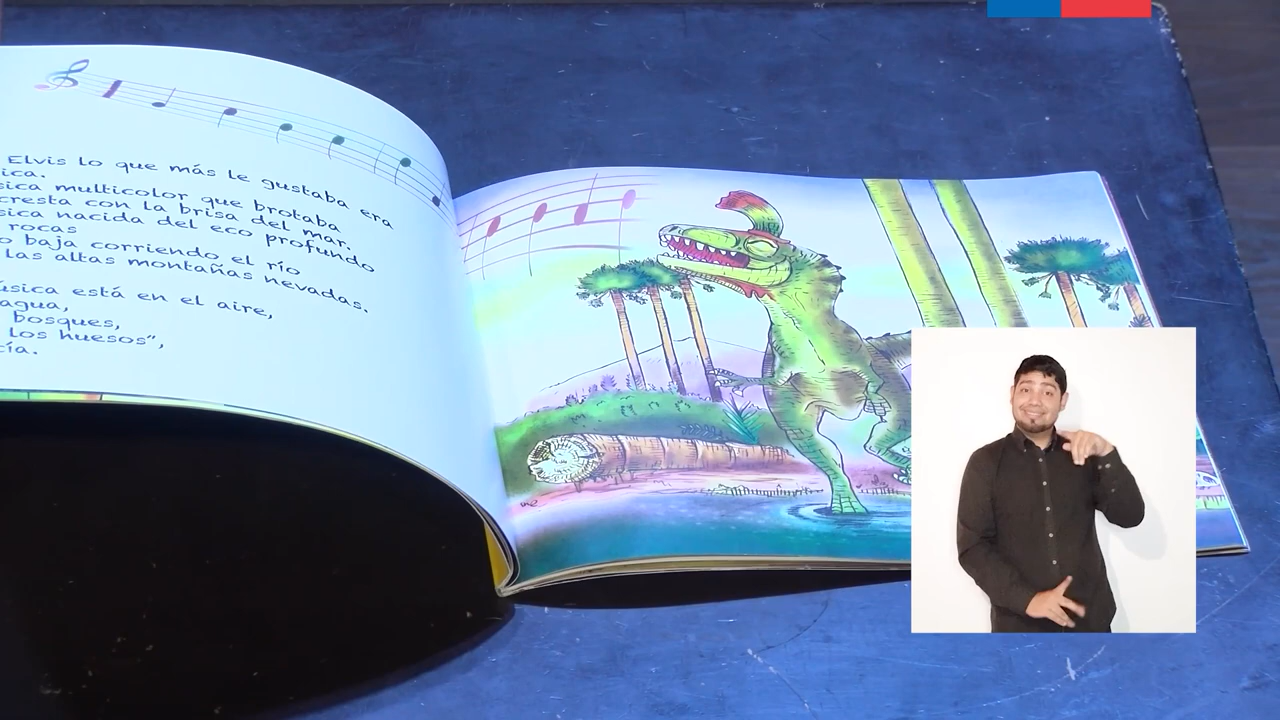 Elvis lo que más le gustaba era
ica.
sica multicolor que brotaba
cresta con la brisa del mar.
sica nacida del eco profundo
rocas
o baja corriendo el río
las altas montañas nevadas.
úsica está en el aire,
agua,
bosques,
los huesos",
cía.